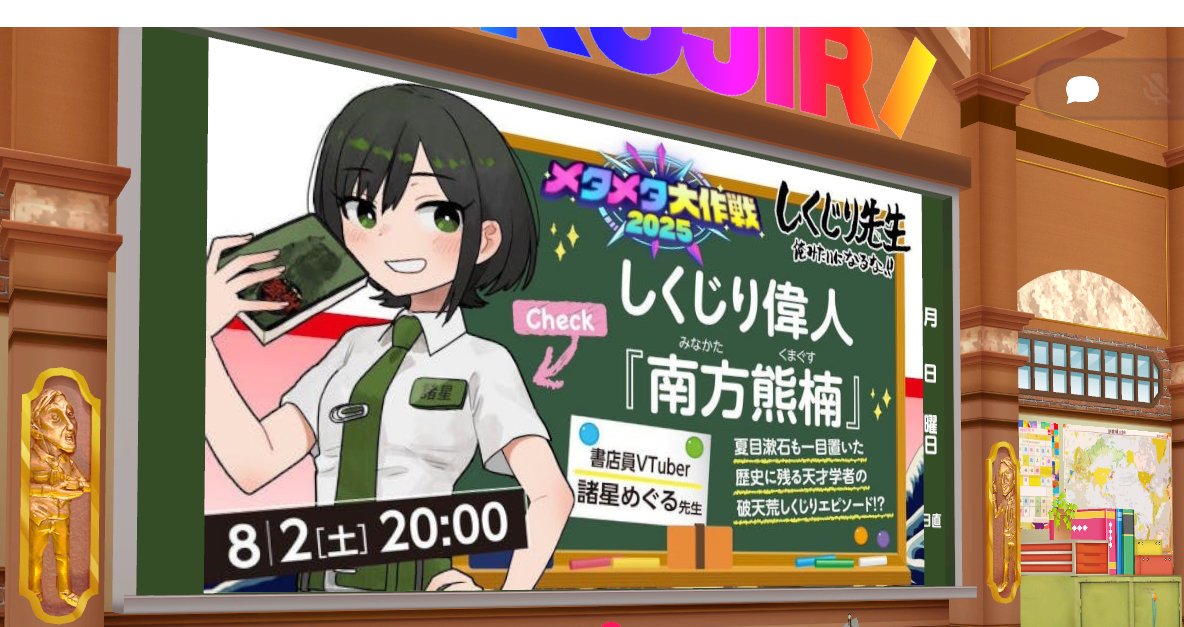 KUJIR
メタメタ大作戦
2025
しくじり先生
俺みたいになるな!!
しくじり偉人
みなかた くまぐす
『南方熊楠』
Check
諸星
書店員VTuber
諸星めぐる先生
夏目漱石も一目置いた
歴史に残る天才学者の
破天荒しくじりエピソード!?
8|2[土] 20:00
月
日
曜日
日直